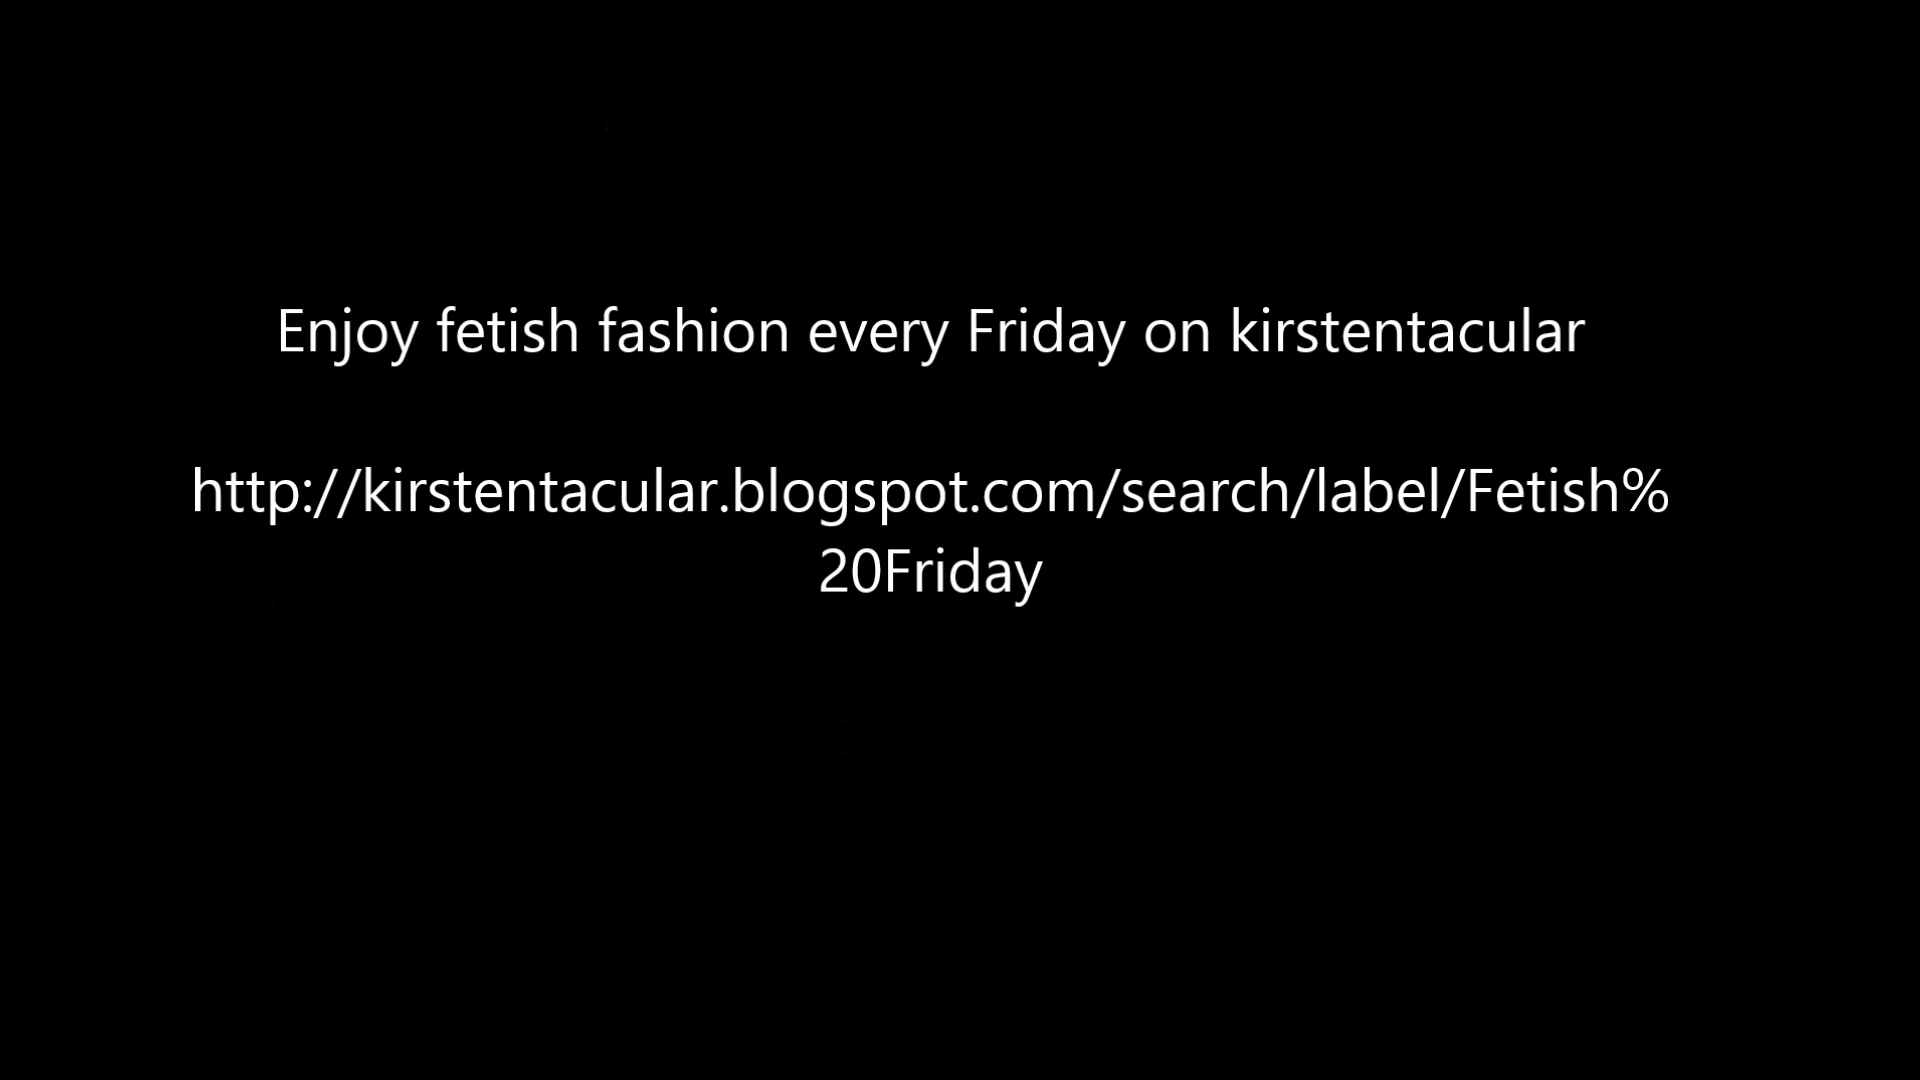 Enjoy fetish fashion every Friday on kirstentacular
http://kirstentacular.blogspot.com/search/label/Fetish%
20Friday